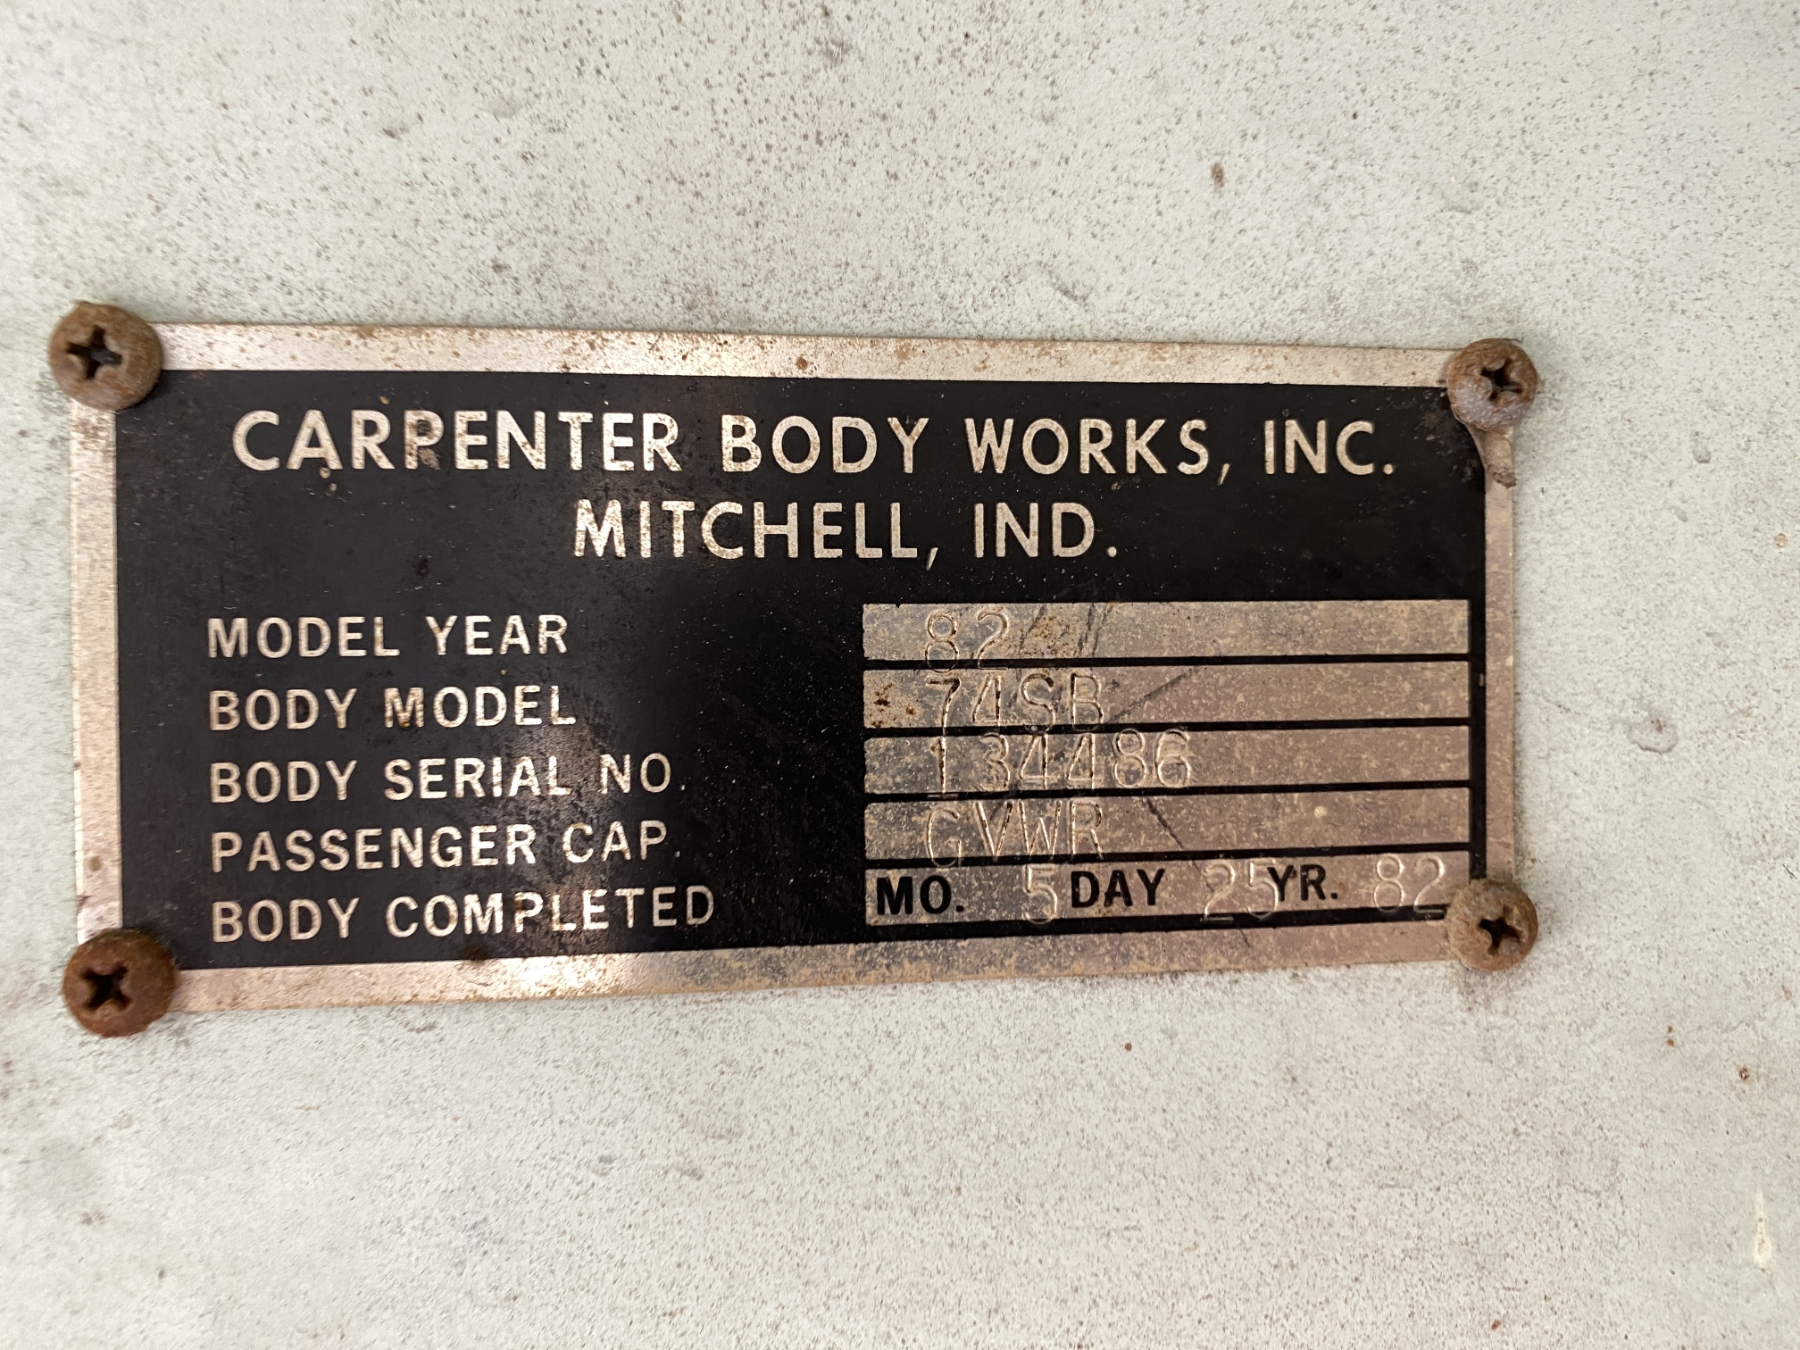 CARPENTER BODY WORKS, INC.
MITCHELL, IND.
MODEL YEAR 82
BODY MODEL 74SB
BODY SERIAL NO. 134486
PASSENGER CAP. GVWR
BODY COMPLETED MO. 5 DAY 25 YR. 82